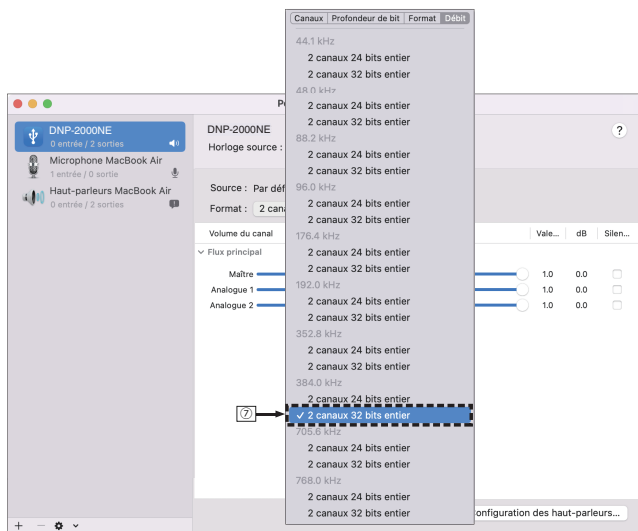 Canaux Profondeur de bit Format Débit
44,1 kHz
2 canaux 24 bits entier
2 canaux 32 bits entier
48.0 kHz
2 canaux 24 bits entier
2 canaux 32 bits entier
88.2 kHz
2 canaux 24 bits entier
2 canaux 32 bits entier
96.0 kHz
2 canaux 24 bits entier
2 canaux 32 bits entier
176.4 kHz
2 canaux 24 bits entier
2 canaux 32 bits entier
192.0 kHz
2 canaux 24 bits entier
2 canaux 32 bits entier
352.8 kHz
2 canaux 24 bits entier
2 canaux 32 bits entier
384.0 kHz
2 canaux 24 bits entier
⑦ ✓ 2 canaux 32 bits entier
705.6 kHz
2 canaux 24 bits entier
2 canaux 32 bits entier
768.0 kHz
2 canaux 24 bits entier
2 canaux 32 bits entier
DNP-2000NE
0 entrée / 2 sorties
Microphone MacBook Air
1 entrée / 0 sortie
Haut-parleurs MacBook Air
0 entrée / 2 sorties
DNP-2000NE
?
Horloge source :
Source : Par déf
Format : 2 can
Volume du canal Vale... dB Silen...
Flux principal
Maître 1.0 0.0
Analogue 1 1.0 0.0
Analogue 2 1.0 0.0
onfiguration des haut-parleurs...